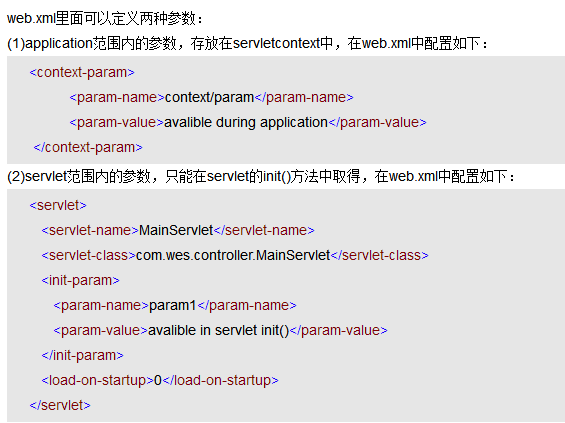 web.xml里面可以定义两种参数：
(1)application范围内的参数，存放在servletcontext中，在web.xml中配置如下：
<context-param>
<param-name>context/param</param-name>
<param-value>avalible during application</param-value>
</context-param>
(2)servlet范围内的参数，只能在servlet的init()方法中取得，在web.xml中配置如下：
<servlet>
<servlet-name>MainServlet</servlet-name>
<servlet-class>com.wes.controller.MainServlet</servlet-class>
<init-param>
<param-name>param1</param-name>
<param-value>avalible in servlet init()</param-value>
</init-param>
<load-on-startup>0</load-on-startup>
</servlet>